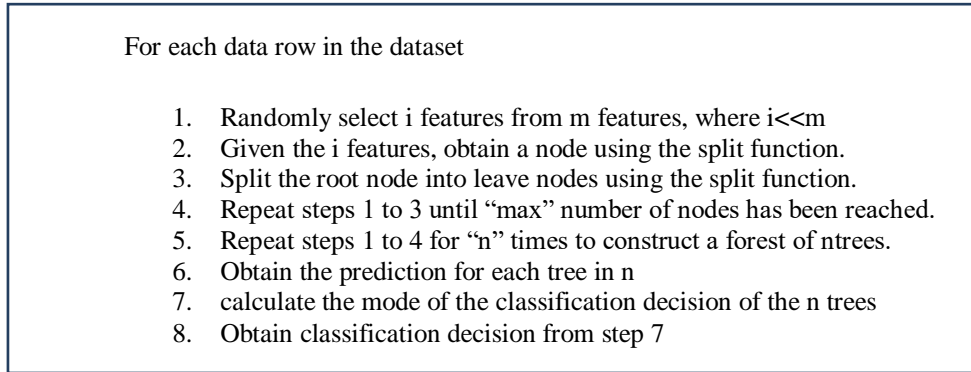 For each data row in the dataset
1. Randomly select i features from m features, where i<<m
2. Given the i features, obtain a node using the split function.
3. Split the root node into leave nodes using the split function.
4. Repeat steps 1 to 3 until “max” number of nodes has been reached.
5. Repeat steps 1 to 4 for “n” times to construct a forest of ntrees.
6. Obtain the prediction for each tree in n
7. calculate the mode of the classification decision of the n trees
8. Obtain classification decision from step 7